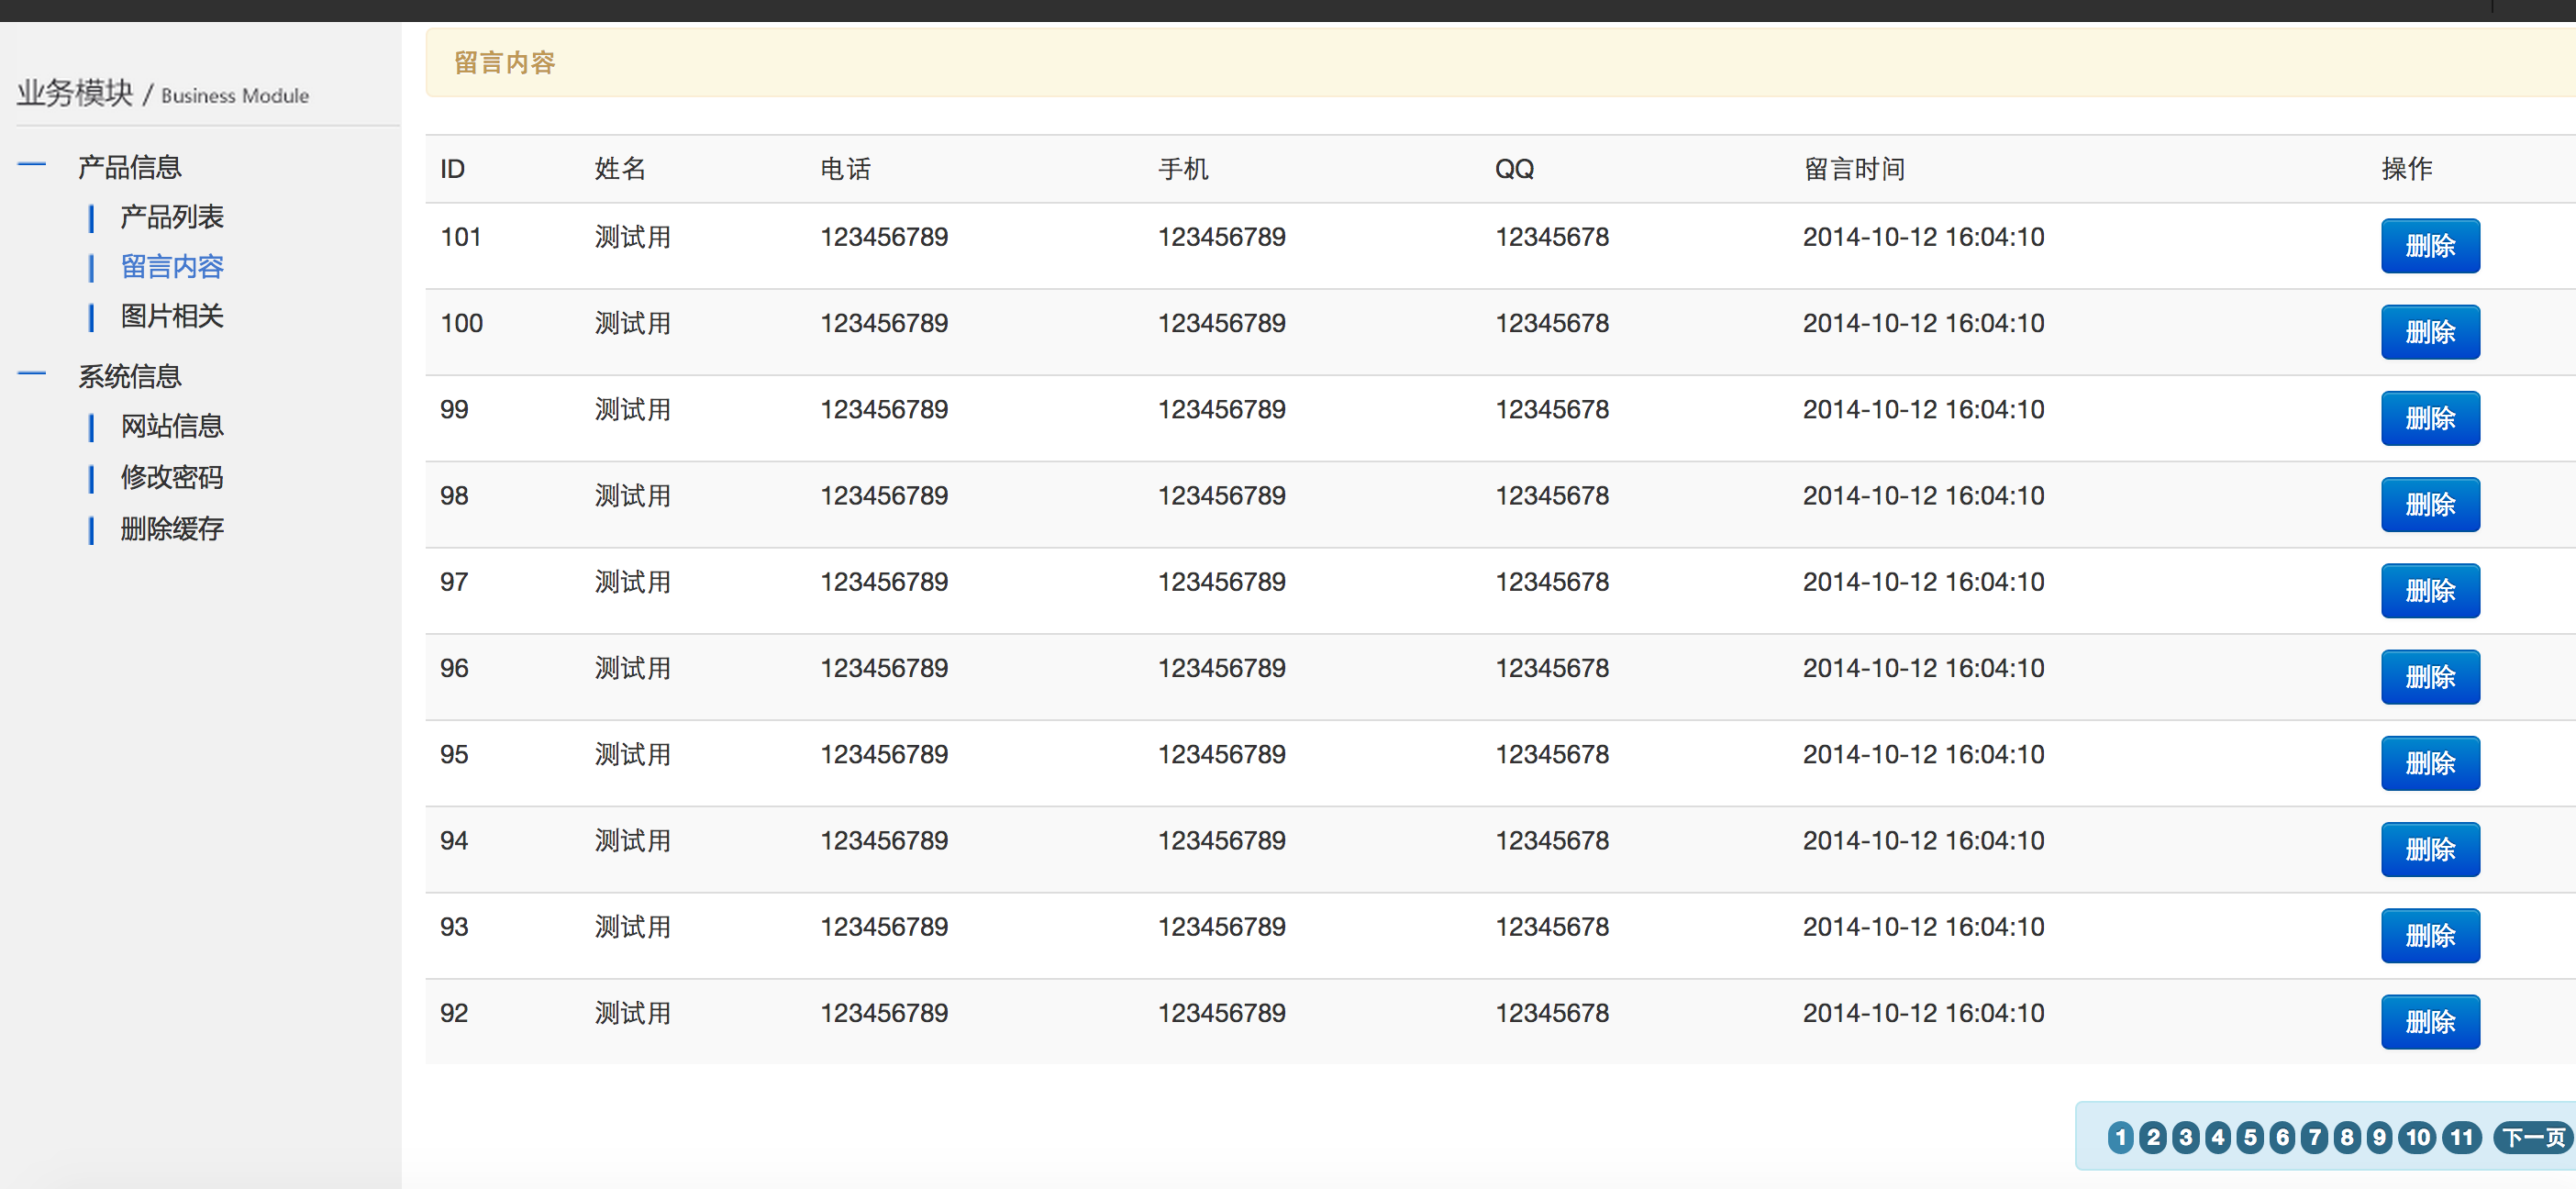 业务模块 / Business Module
产品信息
产品列表
留言内容
图片相关
系统信息
网站信息
修改密码
删除缓存
留言内容
ID 姓名 电话 手机 QQ 留言时间 操作
101 测试用 123456789 123456789 12345678 2014-10-12 16:04:10 删除
100 测试用 123456789 123456789 12345678 2014-10-12 16:04:10 删除
99 测试用 123456789 123456789 12345678 2014-10-12 16:04:10 删除
98 测试用 123456789 123456789 12345678 2014-10-12 16:04:10 删除
97 测试用 123456789 123456789 12345678 2014-10-12 16:04:10 删除
96 测试用 123456789 123456789 12345678 2014-10-12 16:04:10 删除
95 测试用 123456789 123456789 12345678 2014-10-12 16:04:10 删除
94 测试用 123456789 123456789 12345678 2014-10-12 16:04:10 删除
93 测试用 123456789 123456789 12345678 2014-10-12 16:04:10 删除
92 测试用 123456789 123456789 12345678 2014-10-12 16:04:10 删除
1 2 3 4 5 6 7 8 9 10 11 下一页